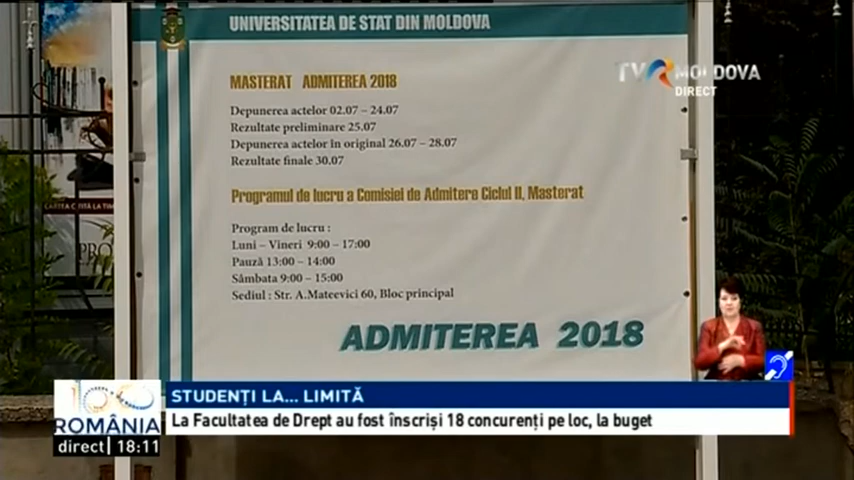 UNIVERSITATEA DE STAT DIN MOLDOVA
MASTERAT ADMITEREA 2018
Depunerea actelor 02.07 – 24.07
Rezultate preliminare 25.07
Depunerea actelor în original 26.07 – 28.07
Rezultate finale 30.07
Programul de lucru a Comisiei de Admitere Ciclul II, Masterat
Program de lucru :
Luni – Vineri 9:00 – 17:00
Pauză 13:00 – 14:00
Sâmbata 9:00 – 15:00
Sediul : Str. A.Mateevici 60, Bloc principal
ADMITEREA 2018
TVR MOLDOVA
DIRECT
PRO
100
ROMÂNIA
direct 18:11
STUDENȚI LA... LIMITĂ
La Facultatea de Drept au fost înscriși 18 concurenți pe loc, la buget